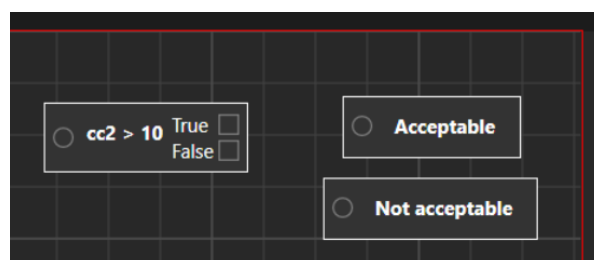 cc2 > 10
True
False
Acceptable
Not acceptable